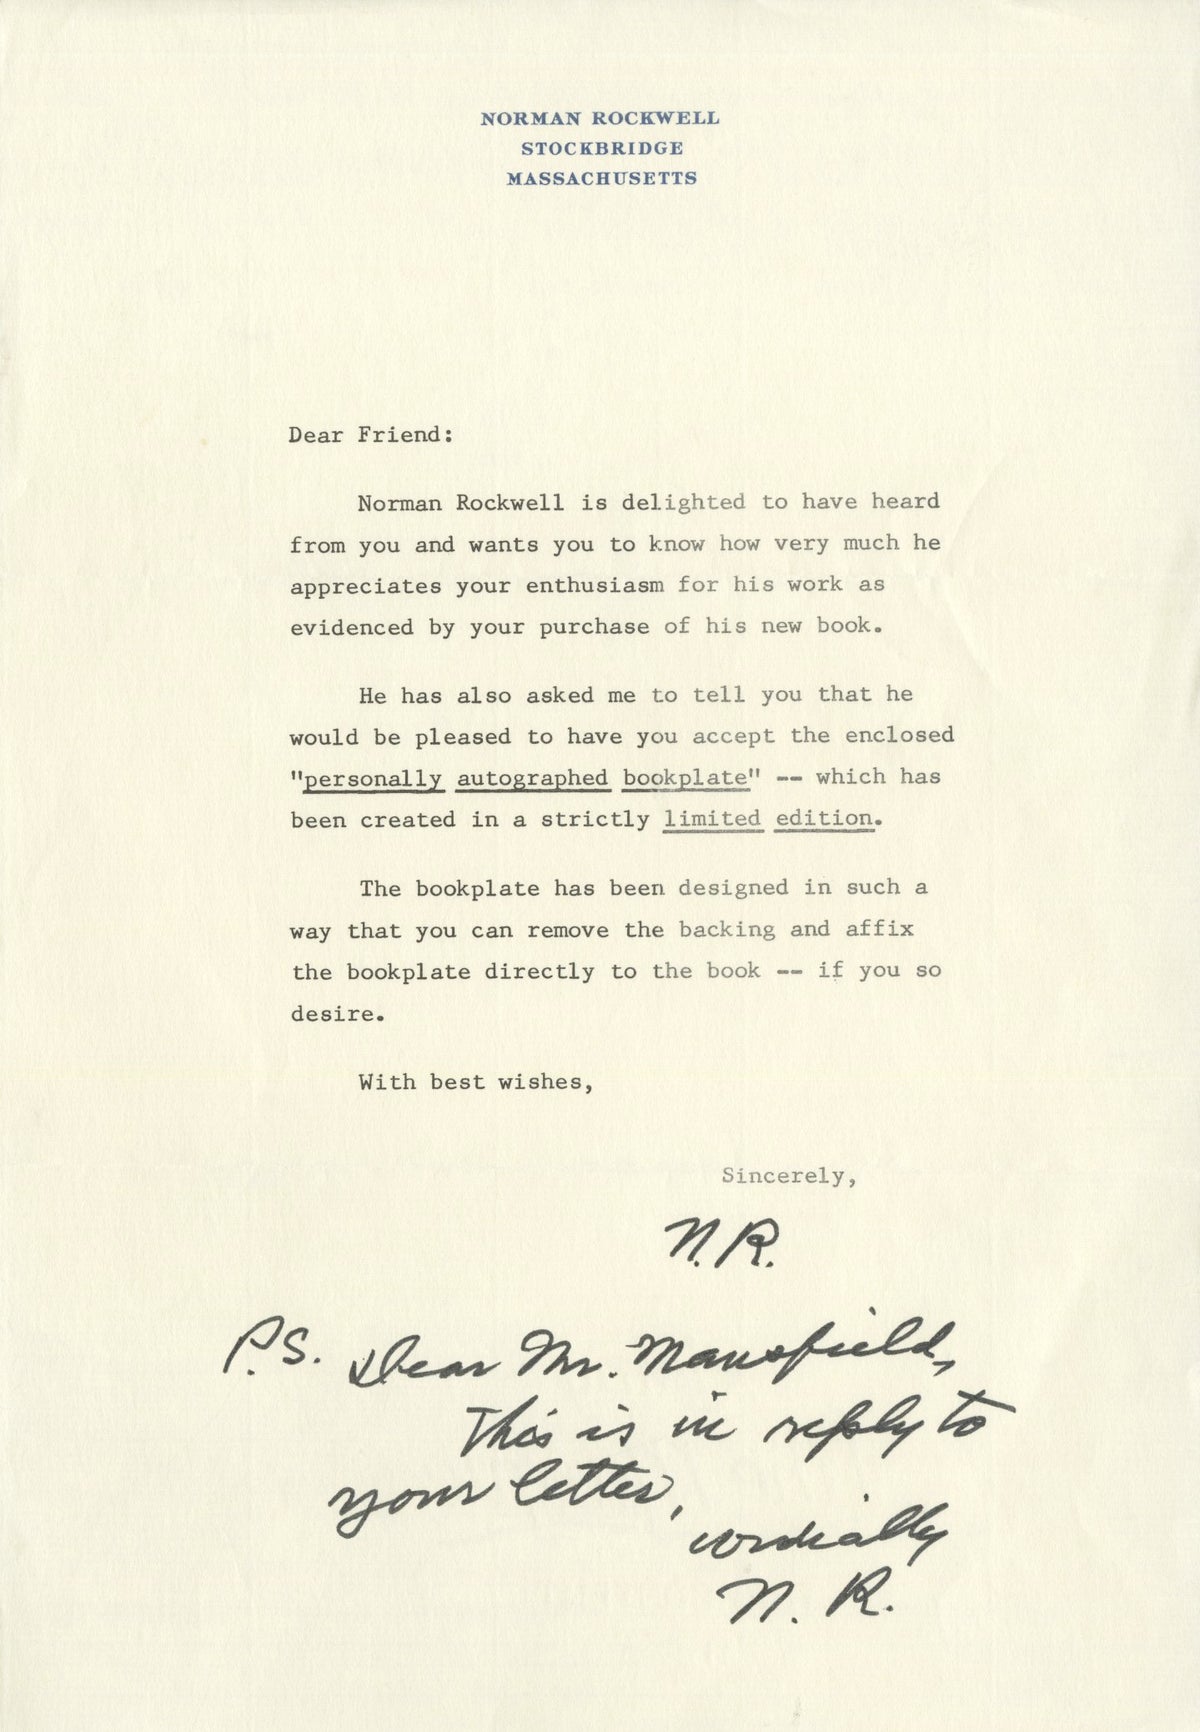 NORMAN ROCKWELL
STOCKBRIDGE
MASSACHUSETTS
Dear Friend:
Norman Rockwell is delighted to have heard
from you and wants you to know how very much he
appreciates your enthusiasm for his work as
evidenced by your purchase of his new book.
He has also asked me to tell you that he
would be pleased to have you accept the enclosed
"personally autographed bookplate" -- which has
been created in a strictly limited edition.
The bookplate has been designed in such a
way that you can remove the backing and affix
the bookplate directly to the book -- if you so
desire.
With best wishes,
Sincerely,
N.R.
P.S. Dear Mr. Mansfield,
This is in reply to
your letter,
cordially
N. R.